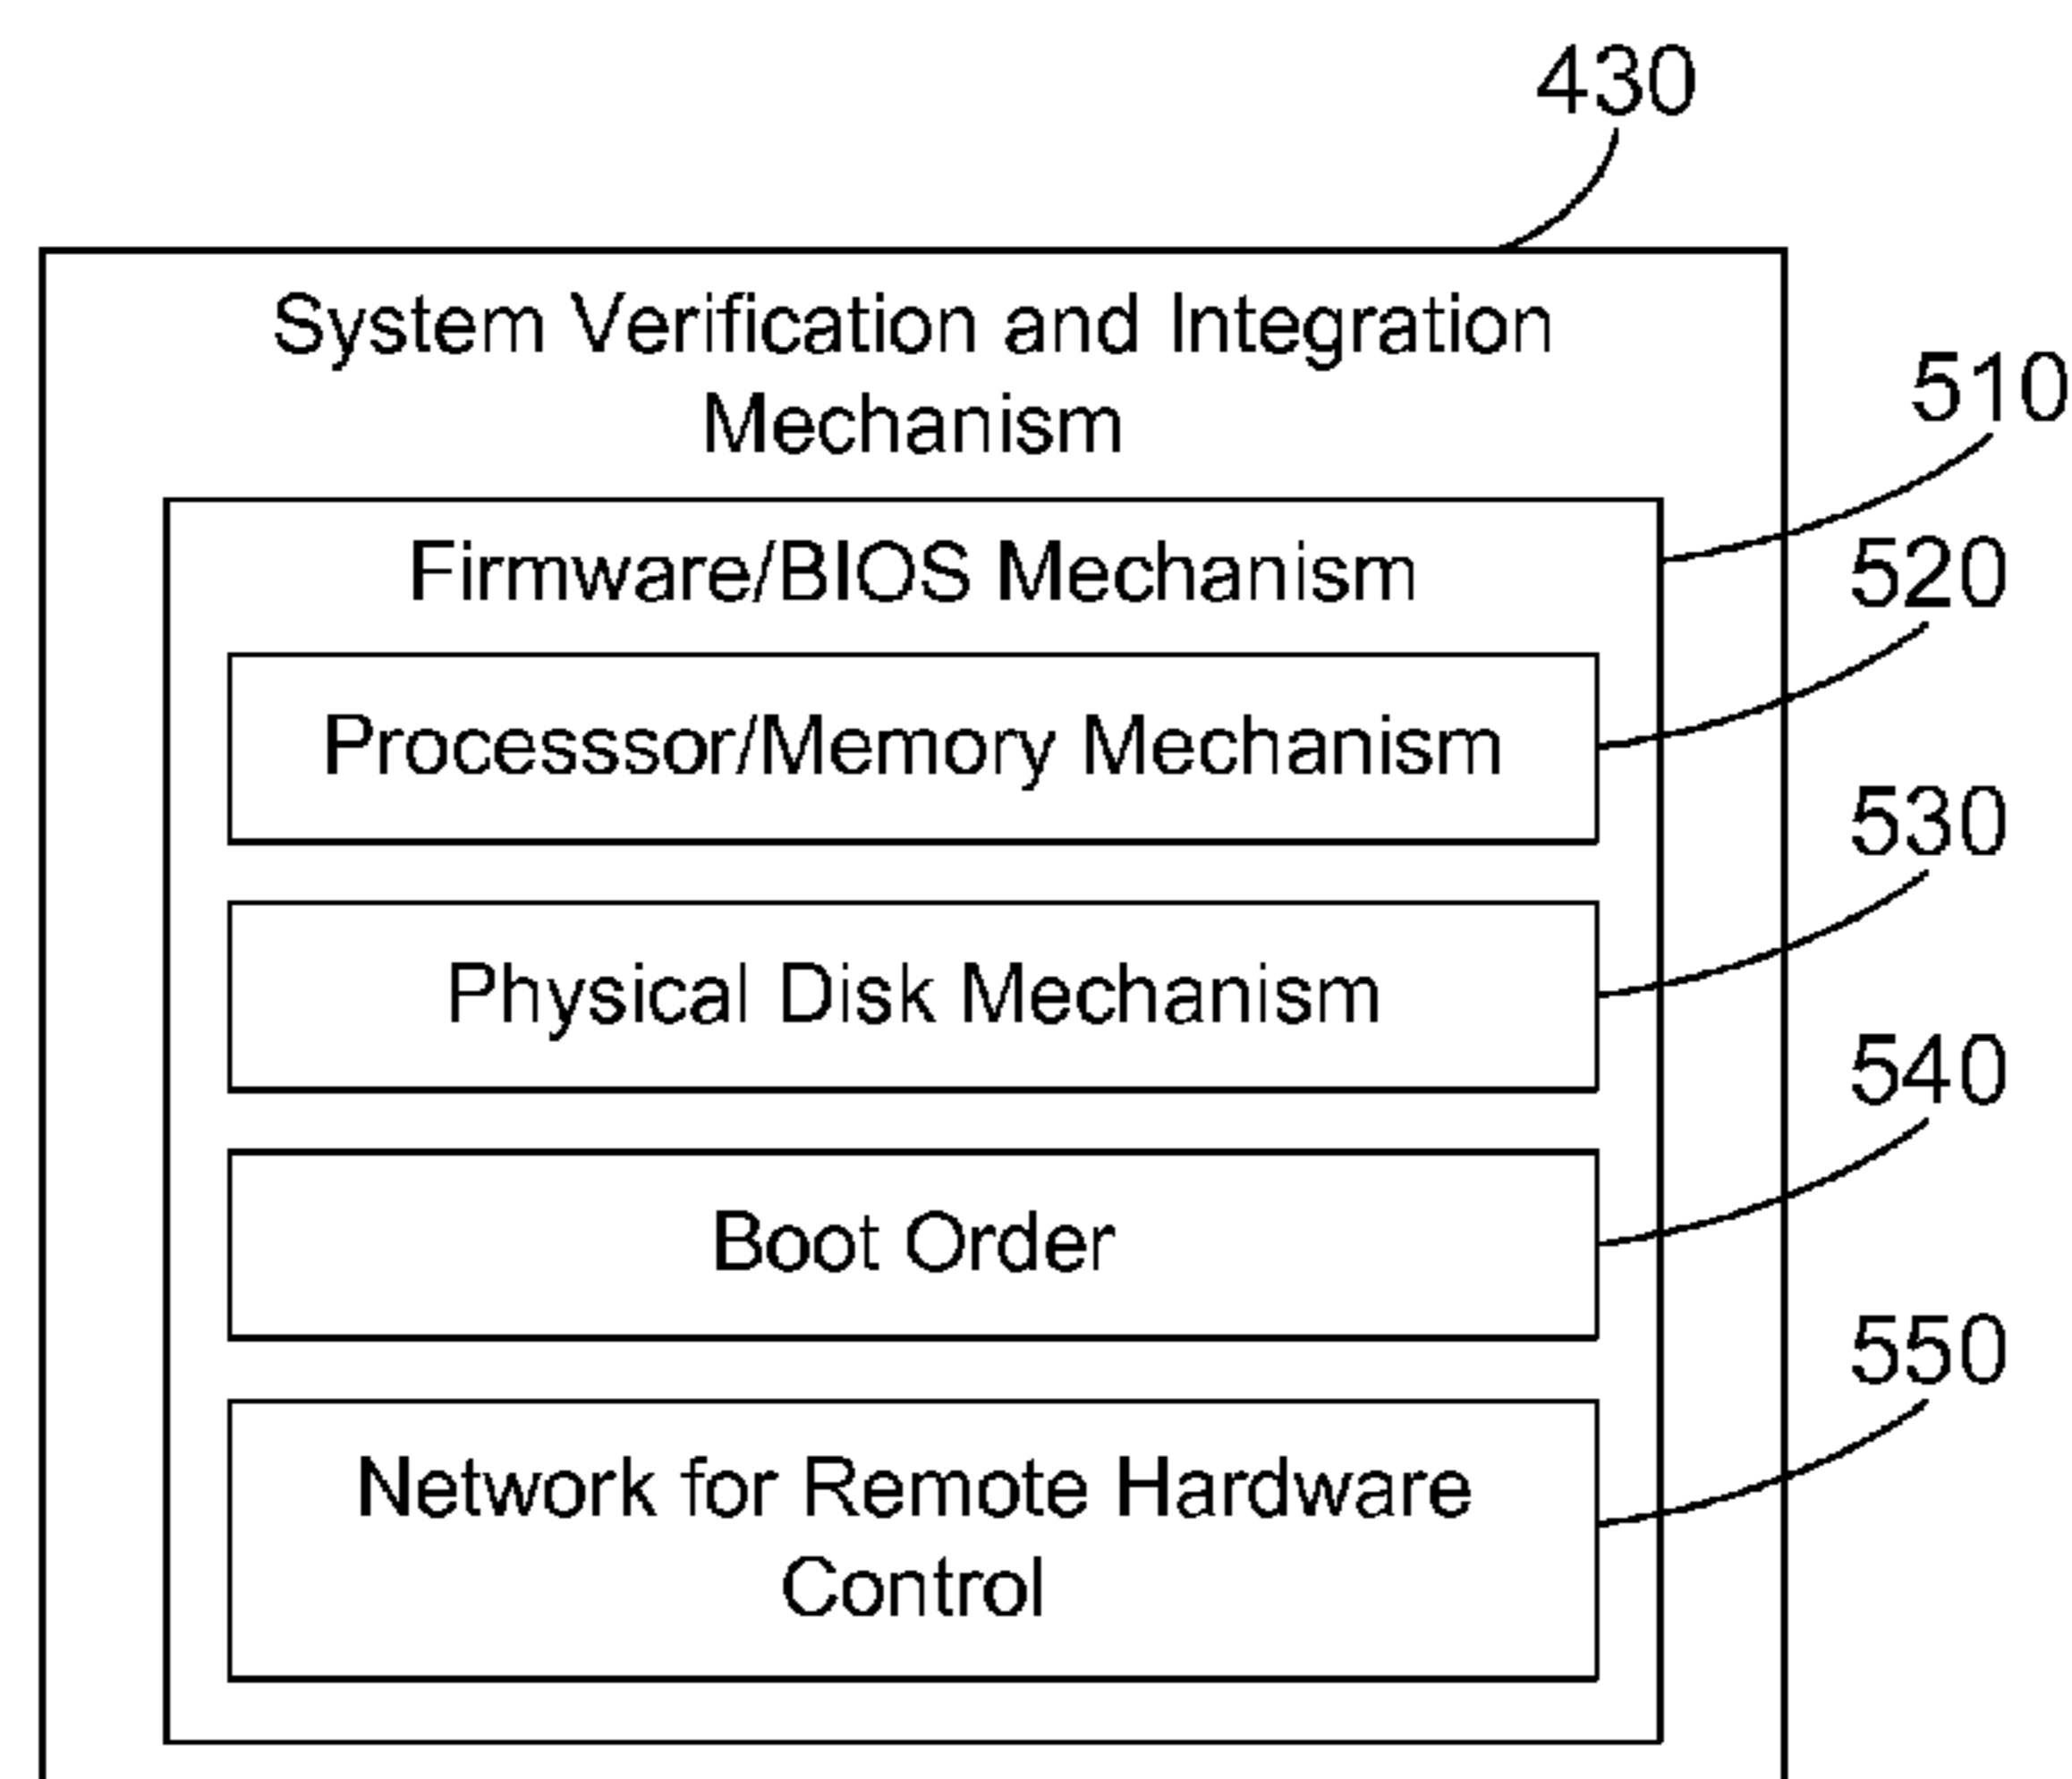 430
System Verification and Integration
Mechanism
510
Firmware/BIOS Mechanism
520
Processsor/Memory Mechanism
530
Physical Disk Mechanism
540
Boot Order
550
Network for Remote Hardware
Control